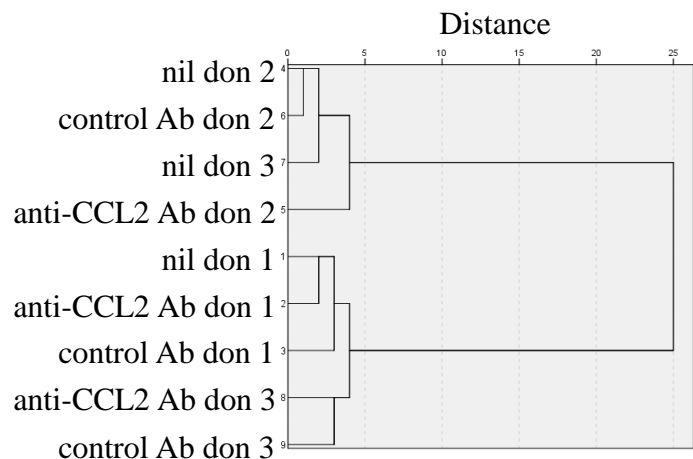 Distance
0 5 10 15 20 25
nil don 2 4
control Ab don 2 6
nil don 3 7
anti-CCL2 Ab don 2 5
nil don 1 1
anti-CCL2 Ab don 1 2
control Ab don 1 3
anti-CCL2 Ab don 3 8
control Ab don 3 9